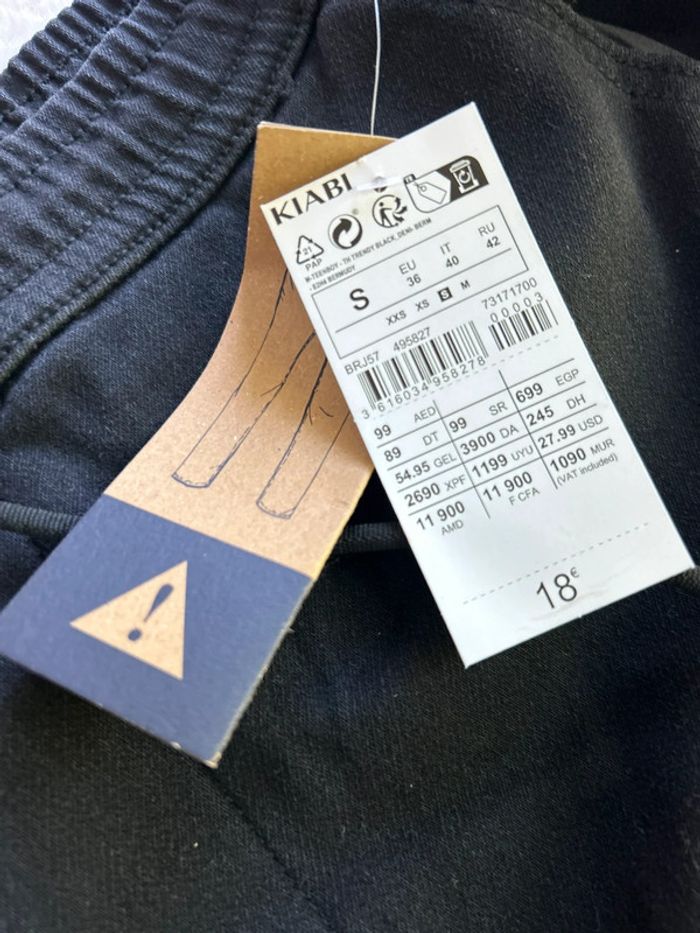 KIABI
21
PAP
FR
M-TEENBOY - TH TRENDY BLACK, DENI- BERM
- 82H4 BERMUDY
S
EU
36
IT
40
RU
42
XXS XS S M
BRJ57 495827
73171700
00003
3 616034 958278
99 AED 99 SR 699 EGP
89 DT 3900 DA 245 DH
54.95 GEL 1199 UYU 27.99 USD
2690 XPF 11 900 F.CFA 1090 MUR
(VAT included)
11 900 AMD
18€
!